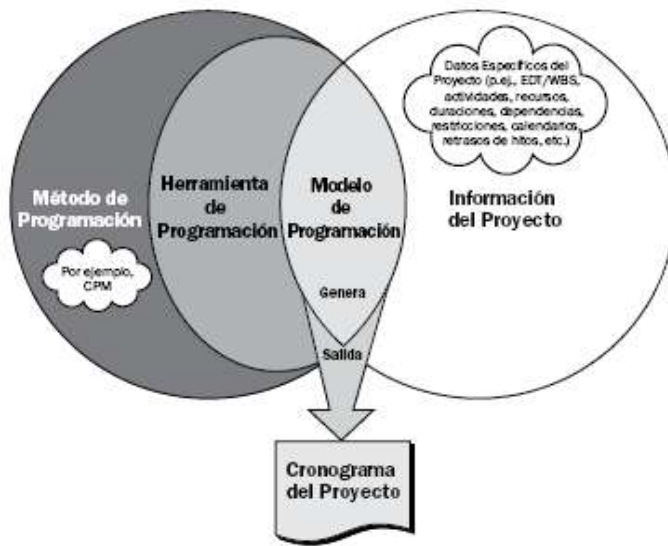 Datos Específicos del
Proyecto (p.ej., EDT/WBS,
actividades, recursos,
duraciones, dependencias,
restricciones, calendarios,
retrasos de hitos, etc.)
Método de
Programación
Herramienta
de
Programación
Modelo
de
Programación
Información
del Proyecto
Por ejemplo,
CPM
Genera
Salida
Cronograma
del Proyecto